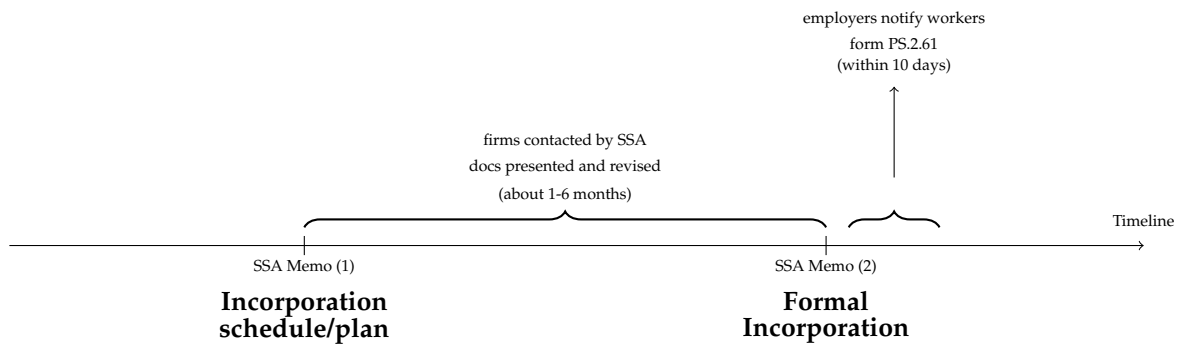 employers notify workers
form PS.2.61
(within 10 days)
firms contacted by SSA
docs presented and revised
(about 1-6 months)
Timeline
SSA Memo (1)
SSA Memo (2)
Incorporation
schedule/plan
Formal
Incorporation